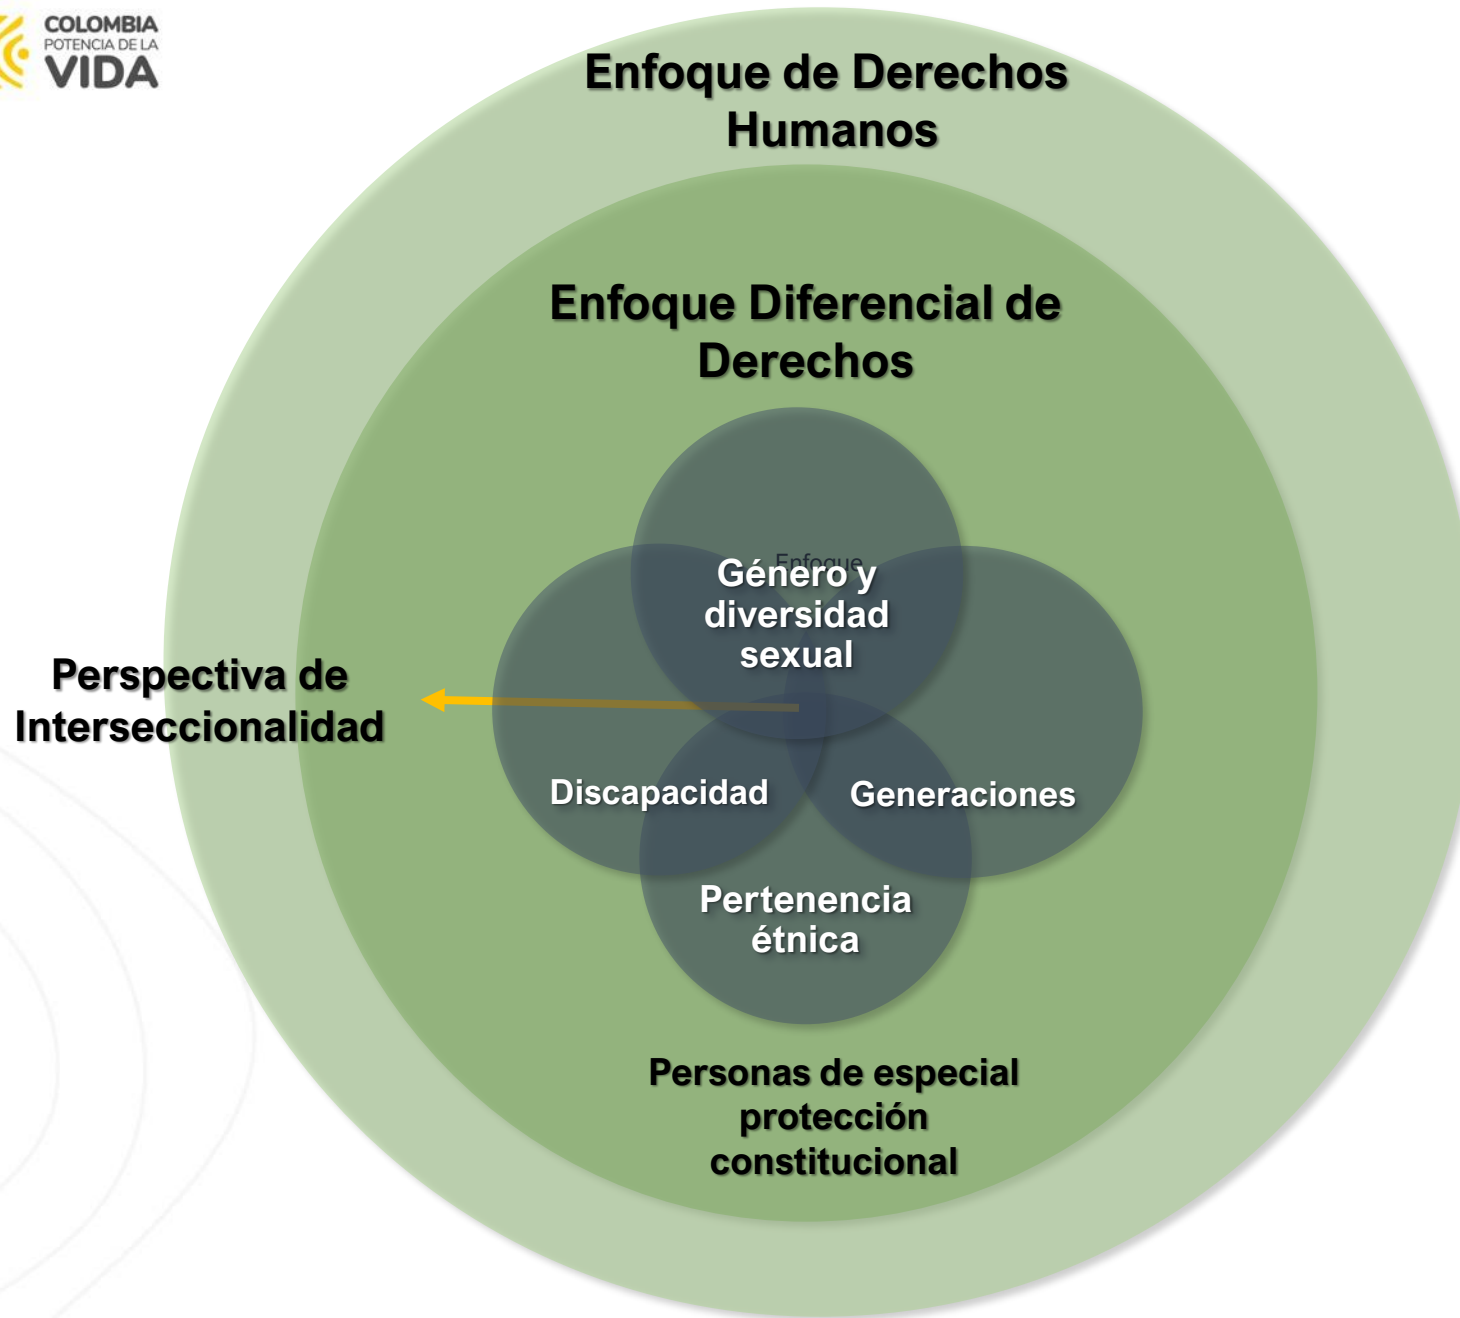 COLOMBIA
POTENCIA DE LA
VIDA
Enfoque de Derechos
Humanos
Enfoque Diferencial de
Derechos
Enfoque
Género y
diversidad
sexual
Perspectiva de
Interseccionalidad
Discapacidad
Generaciones
Pertenencia
étnica
Personas de especial
protección
constitucional